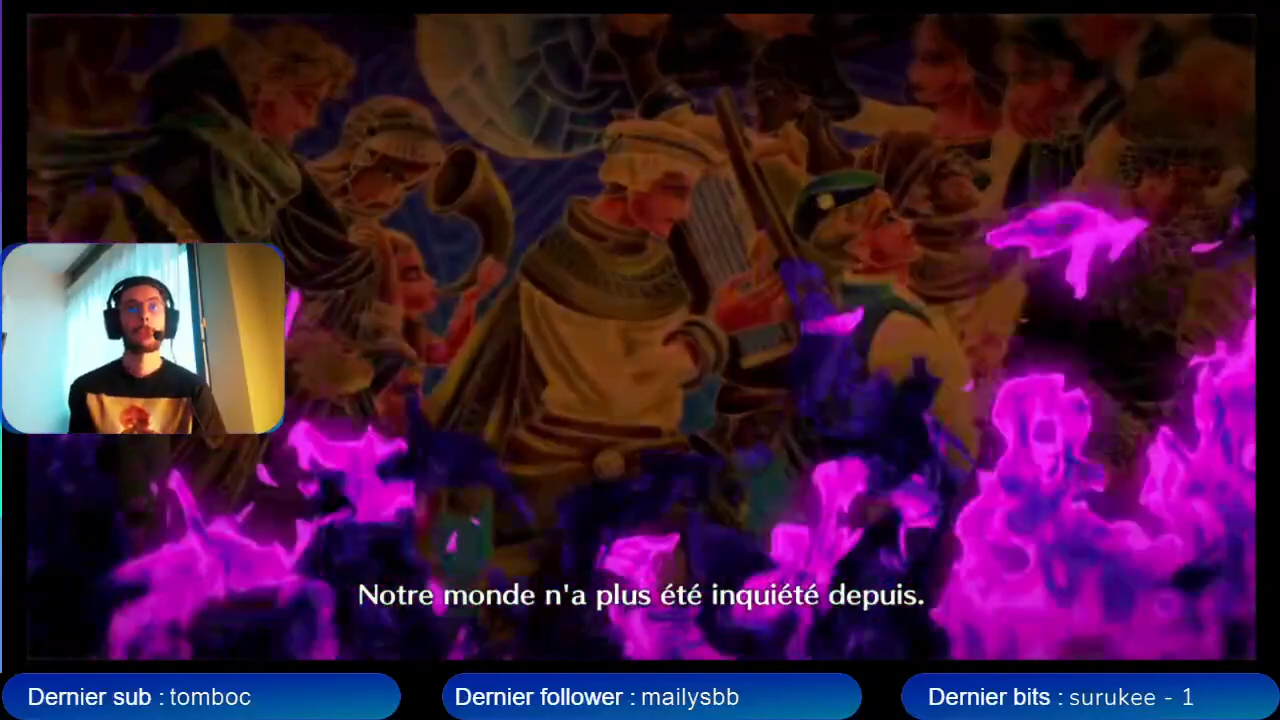 Notre monde n'a plus été inquiété depuis.
Dernier sub : tomboc
Dernier follower : mailysbb
Dernier bits : surukee - 1